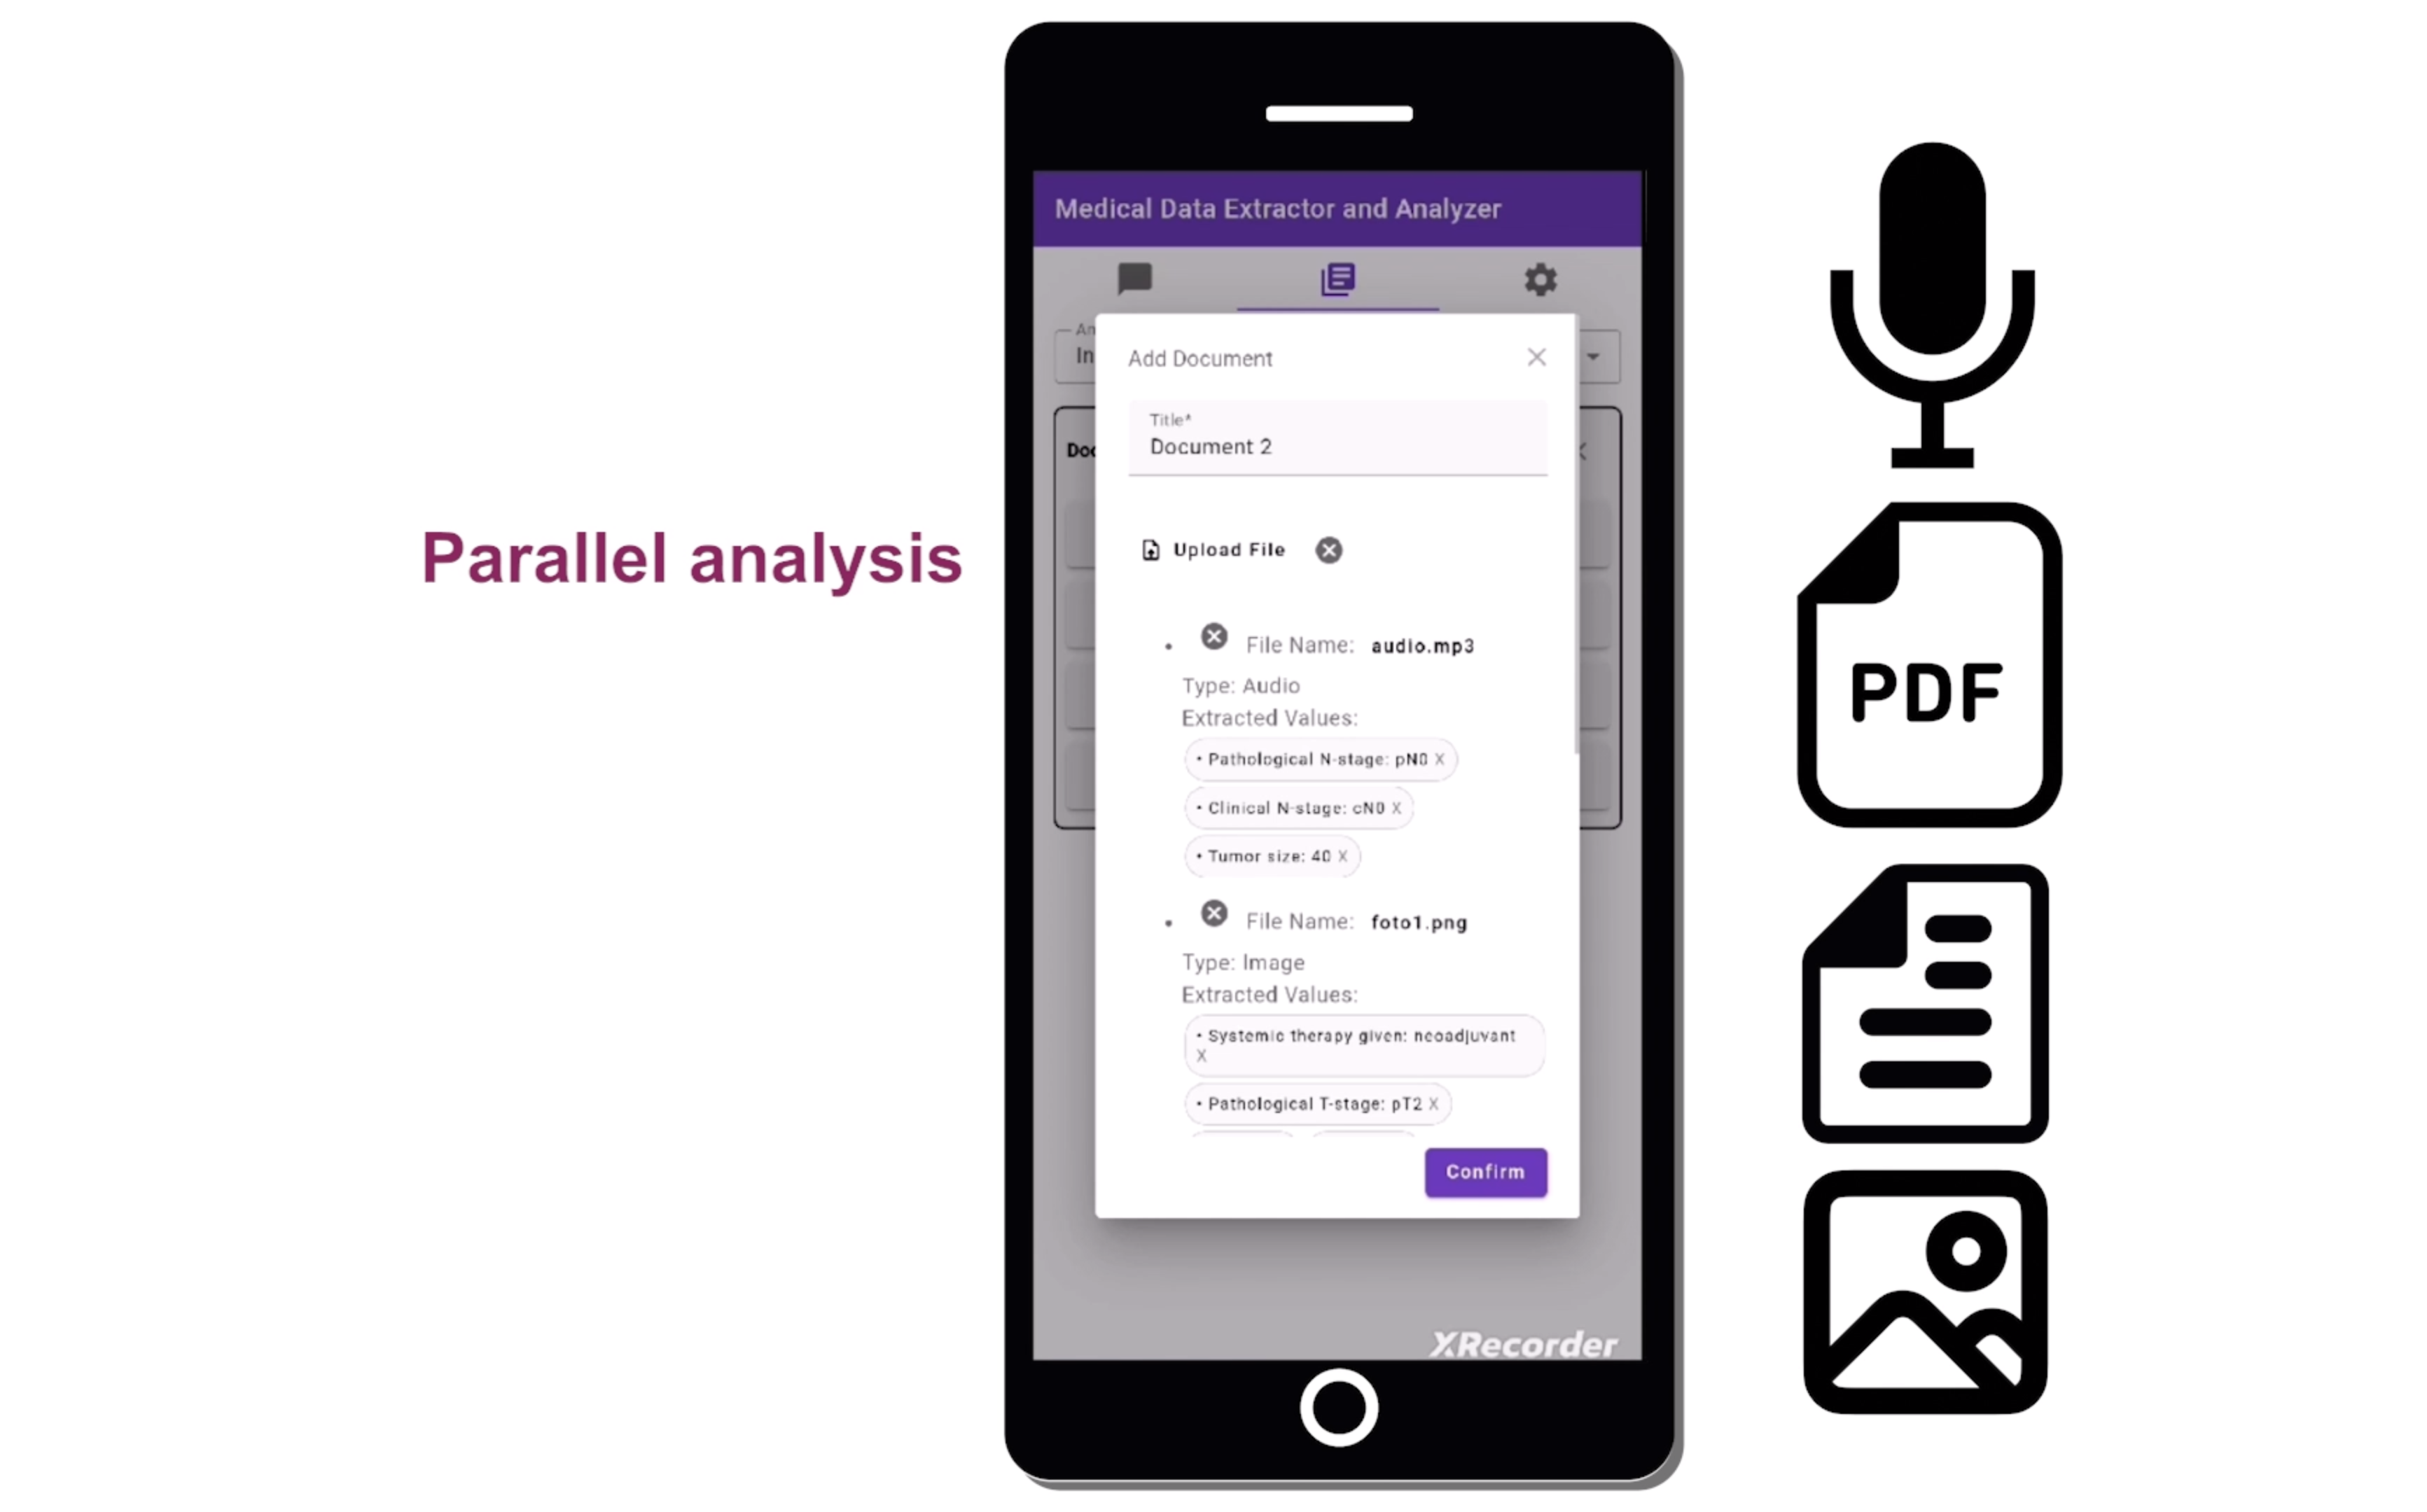 Parallel analysis
Medical Data Extractor and Analyzer
An
In
Add Document
Title*
Document 2
Doc
Upload File
File Name: audio.mp3
Type: Audio
Extracted Values:
• Pathological N-stage: pN0 X
• Clinical N-stage: cN0 X
• Tumor size: 40 X
File Name: foto1.png
Type: Image
Extracted Values:
• Systemic therapy given: neoadjuvant
X
• Pathological T-stage: pT2 X
Confirm
XRecorder
PDF